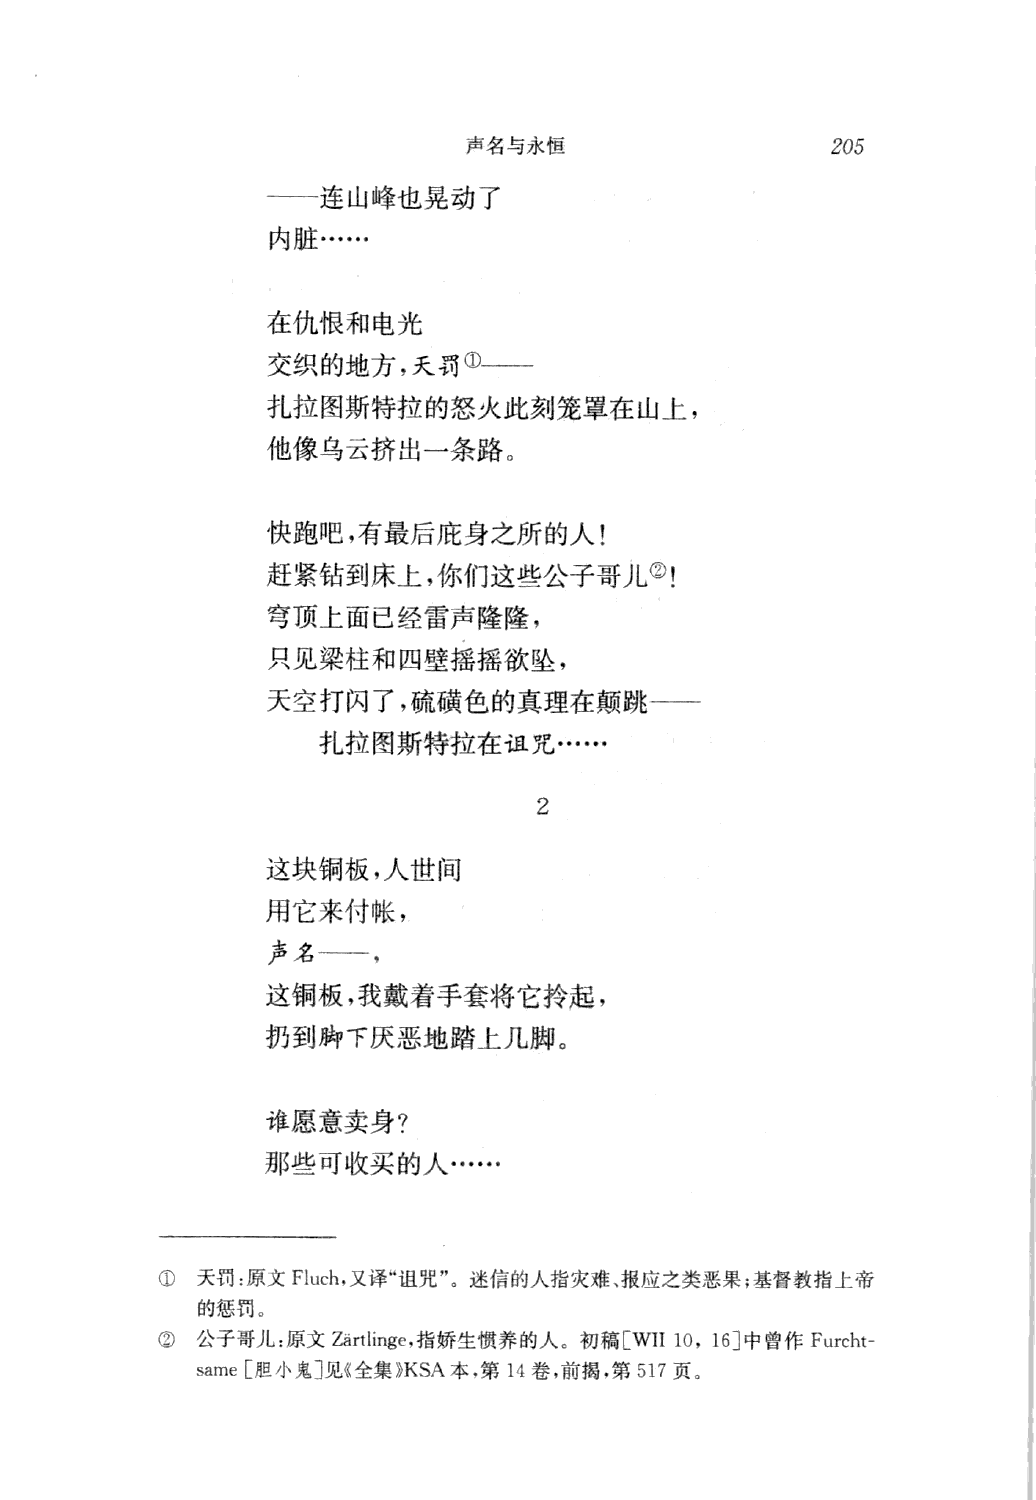 声名与永恒 205
——连山峰也晃动了
内脏……
在仇恨和电光
交织的地方，天罚①——
扎拉图斯特拉的怒火此刻笼罩在山上，
他像乌云挤出一条路。
快跑吧，有最后庇身之所的人！
赶紧钻到床上，你们这些公子哥儿②！
穹顶上面已经雷声隆隆，
只见梁柱和四壁摇摇欲坠，
天空打闪了，硫磺色的真理在颠跳——
扎拉图斯特拉在诅咒……
2
这块铜板，人世间
用它来付帐，
声名——，
这铜板，我戴着手套将它拎起，
扔到脚下厌恶地踏上几脚。
谁愿意卖身？
那些可收买的人……
① 天罚：原文 Fluch，又译“诅咒”。迷信的人指灾难、报应之类恶果；基督教指上帝
的惩罚。
② 公子哥儿：原文 Zärtlinge，指娇生惯养的人。初稿［WII 10，16］中曾作 Furcht-
same［胆小鬼］见《全集》KSA 本，第 14 卷，前揭，第 517 页。